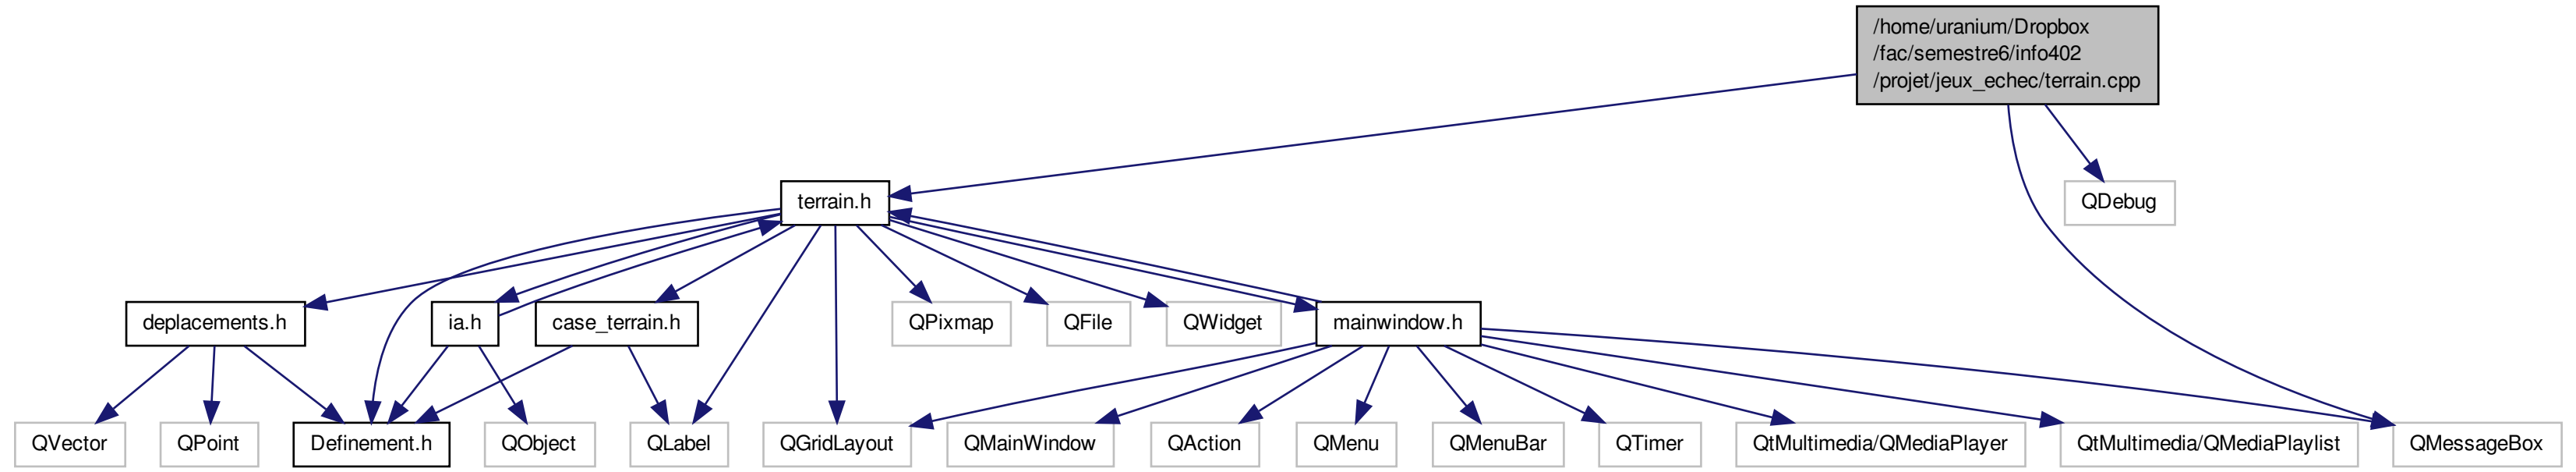 /home/uranium/Dropbox
/fac/semestre6/info402
/projet/jeux_echec/terrain.cpp
terrain.h
QDebug
deplacements.h
ia.h
case_terrain.h
QPixmap
QFile
QWidget
mainwindow.h
QVector
QPoint
Definement.h
QObject
QLabel
QGridLayout
QMainWindow
QAction
QMenu
QMenuBar
QTimer
QtMultimedia/QMediaPlayer
QtMultimedia/QMediaPlaylist
QMessageBox